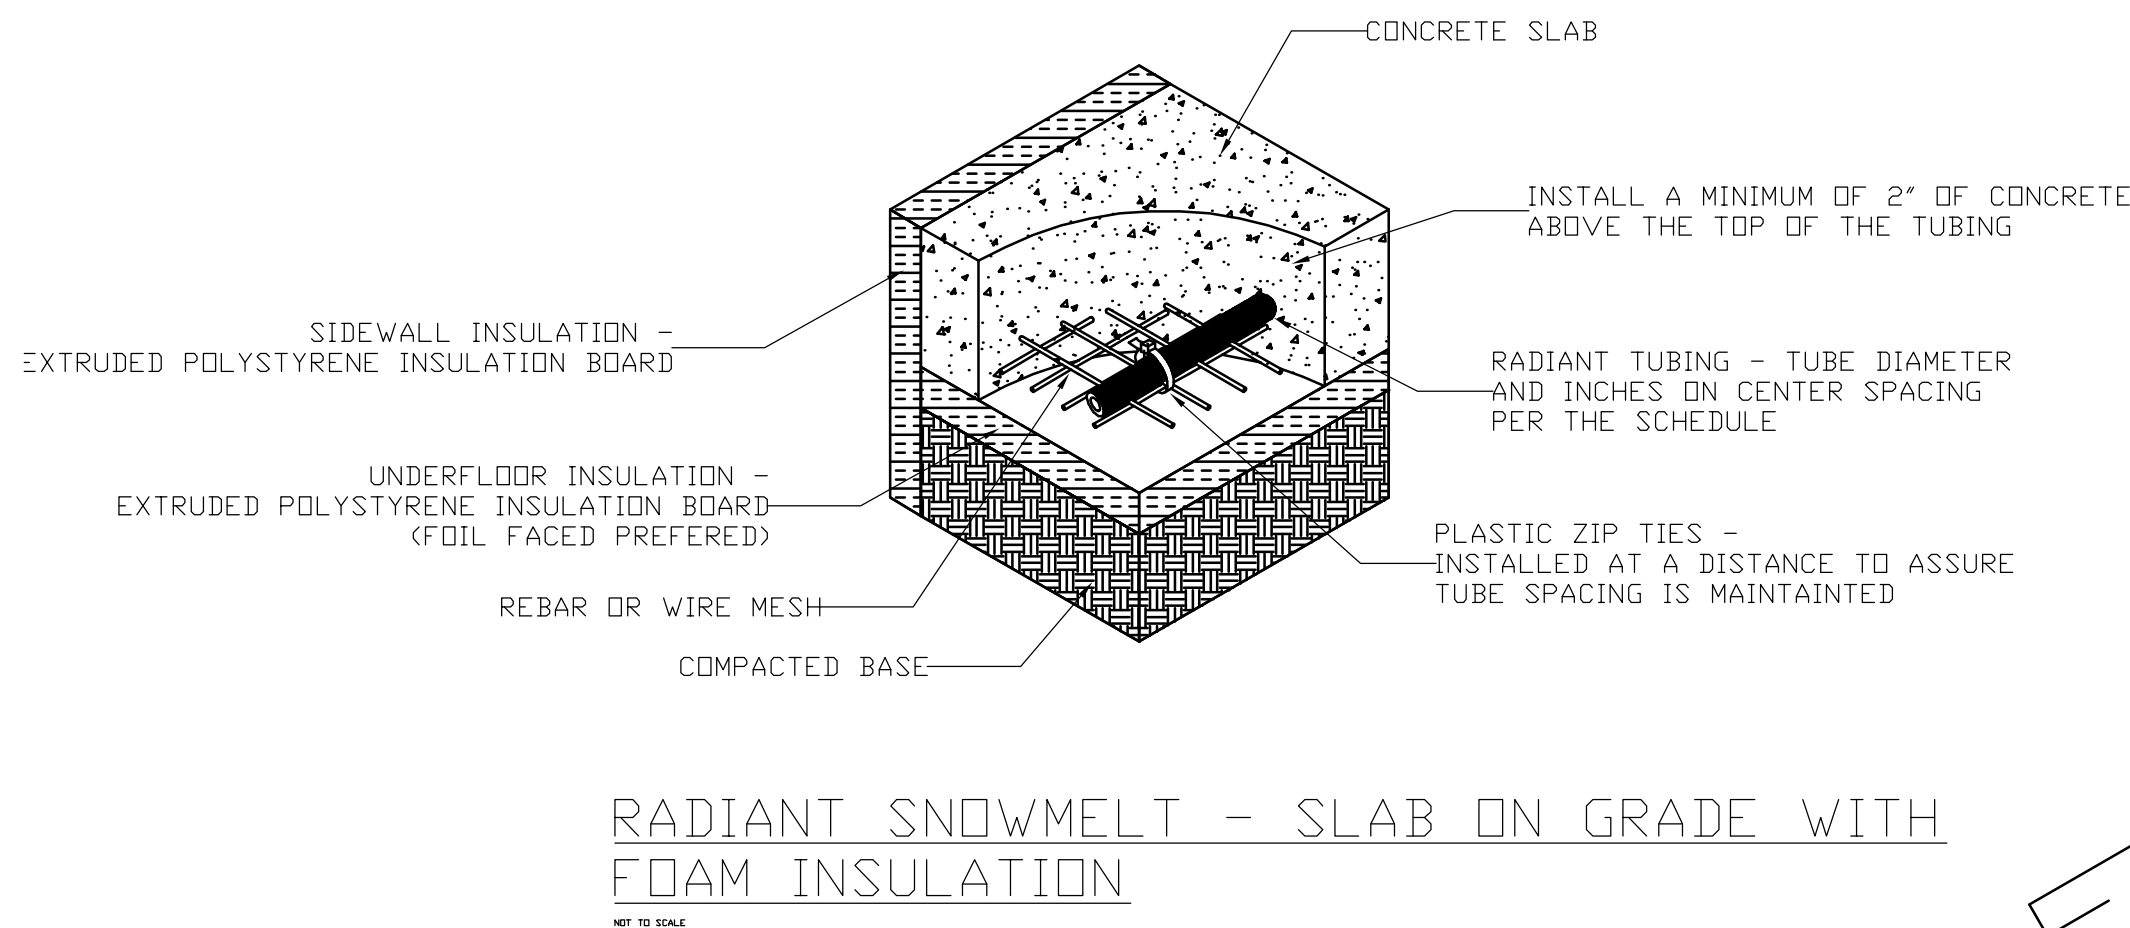 CONCRETE SLAB
INSTALL A MINIMUM OF 2" OF CONCRETE
ABOVE THE TOP OF THE TUBING
SIDEWALL INSULATION -
EXTRUDED POLYSTYRENE INSULATION BOARD
RADIANT TUBING - TUBE DIAMETER
AND INCHES ON CENTER SPACING
PER THE SCHEDULE
UNDERFLOOR INSULATION -
EXTRUDED POLYSTYRENE INSULATION BOARD
(FOIL FACED PREFERED)
PLASTIC ZIP TIES -
INSTALLED AT A DISTANCE TO ASSURE
TUBE SPACING IS MAINTAINTED
REBAR OR WIRE MESH
COMPACTED BASE
RADIANT SNOWMELT - SLAB ON GRADE WITH
FOAM INSULATION
NOT TO SCALE